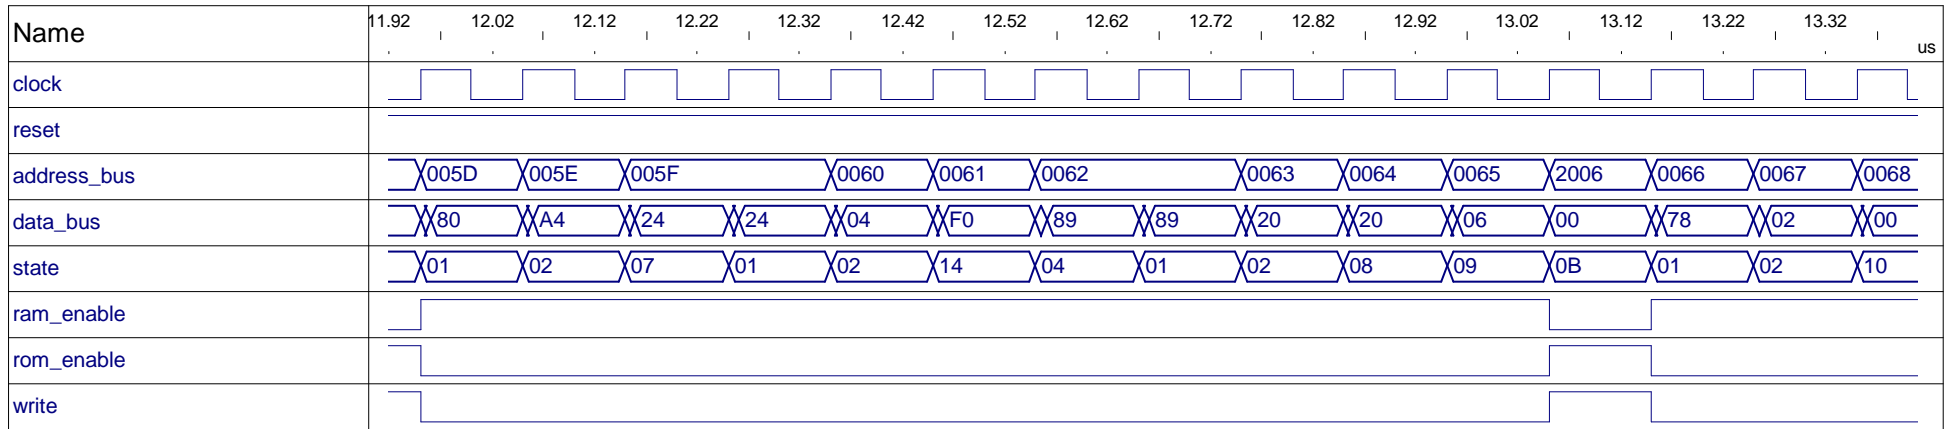 Name 11.92 12.02 12.12 12.22 12.32 12.42 12.52 12.62 12.72 12.82 12.92 13.02 13.12 13.22 13.32 us
clock
reset
address_bus 005D 005E 005F 0060 0061 0062 0063 0064 0065 2006 0066 0067 0068
data_bus 80 A4 24 24 04 F0 89 89 20 20 06 00 78 02 00
state 01 02 07 01 02 14 04 01 02 08 09 0B 01 02 10
ram_enable
rom_enable
write